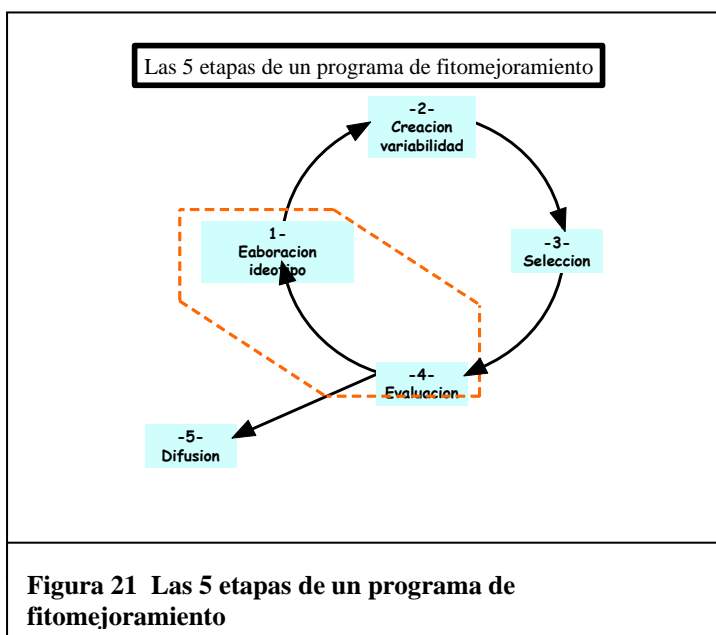 Las 5 etapas de un programa de fitomejoramiento
-2-
Creacion
variabilidad
1-
Eaboracion
ideotipo
-3-
Seleccion
-4-
Evaluacion
-5-
Difusion
Figura 21 Las 5 etapas de un programa de
fitomejoramiento